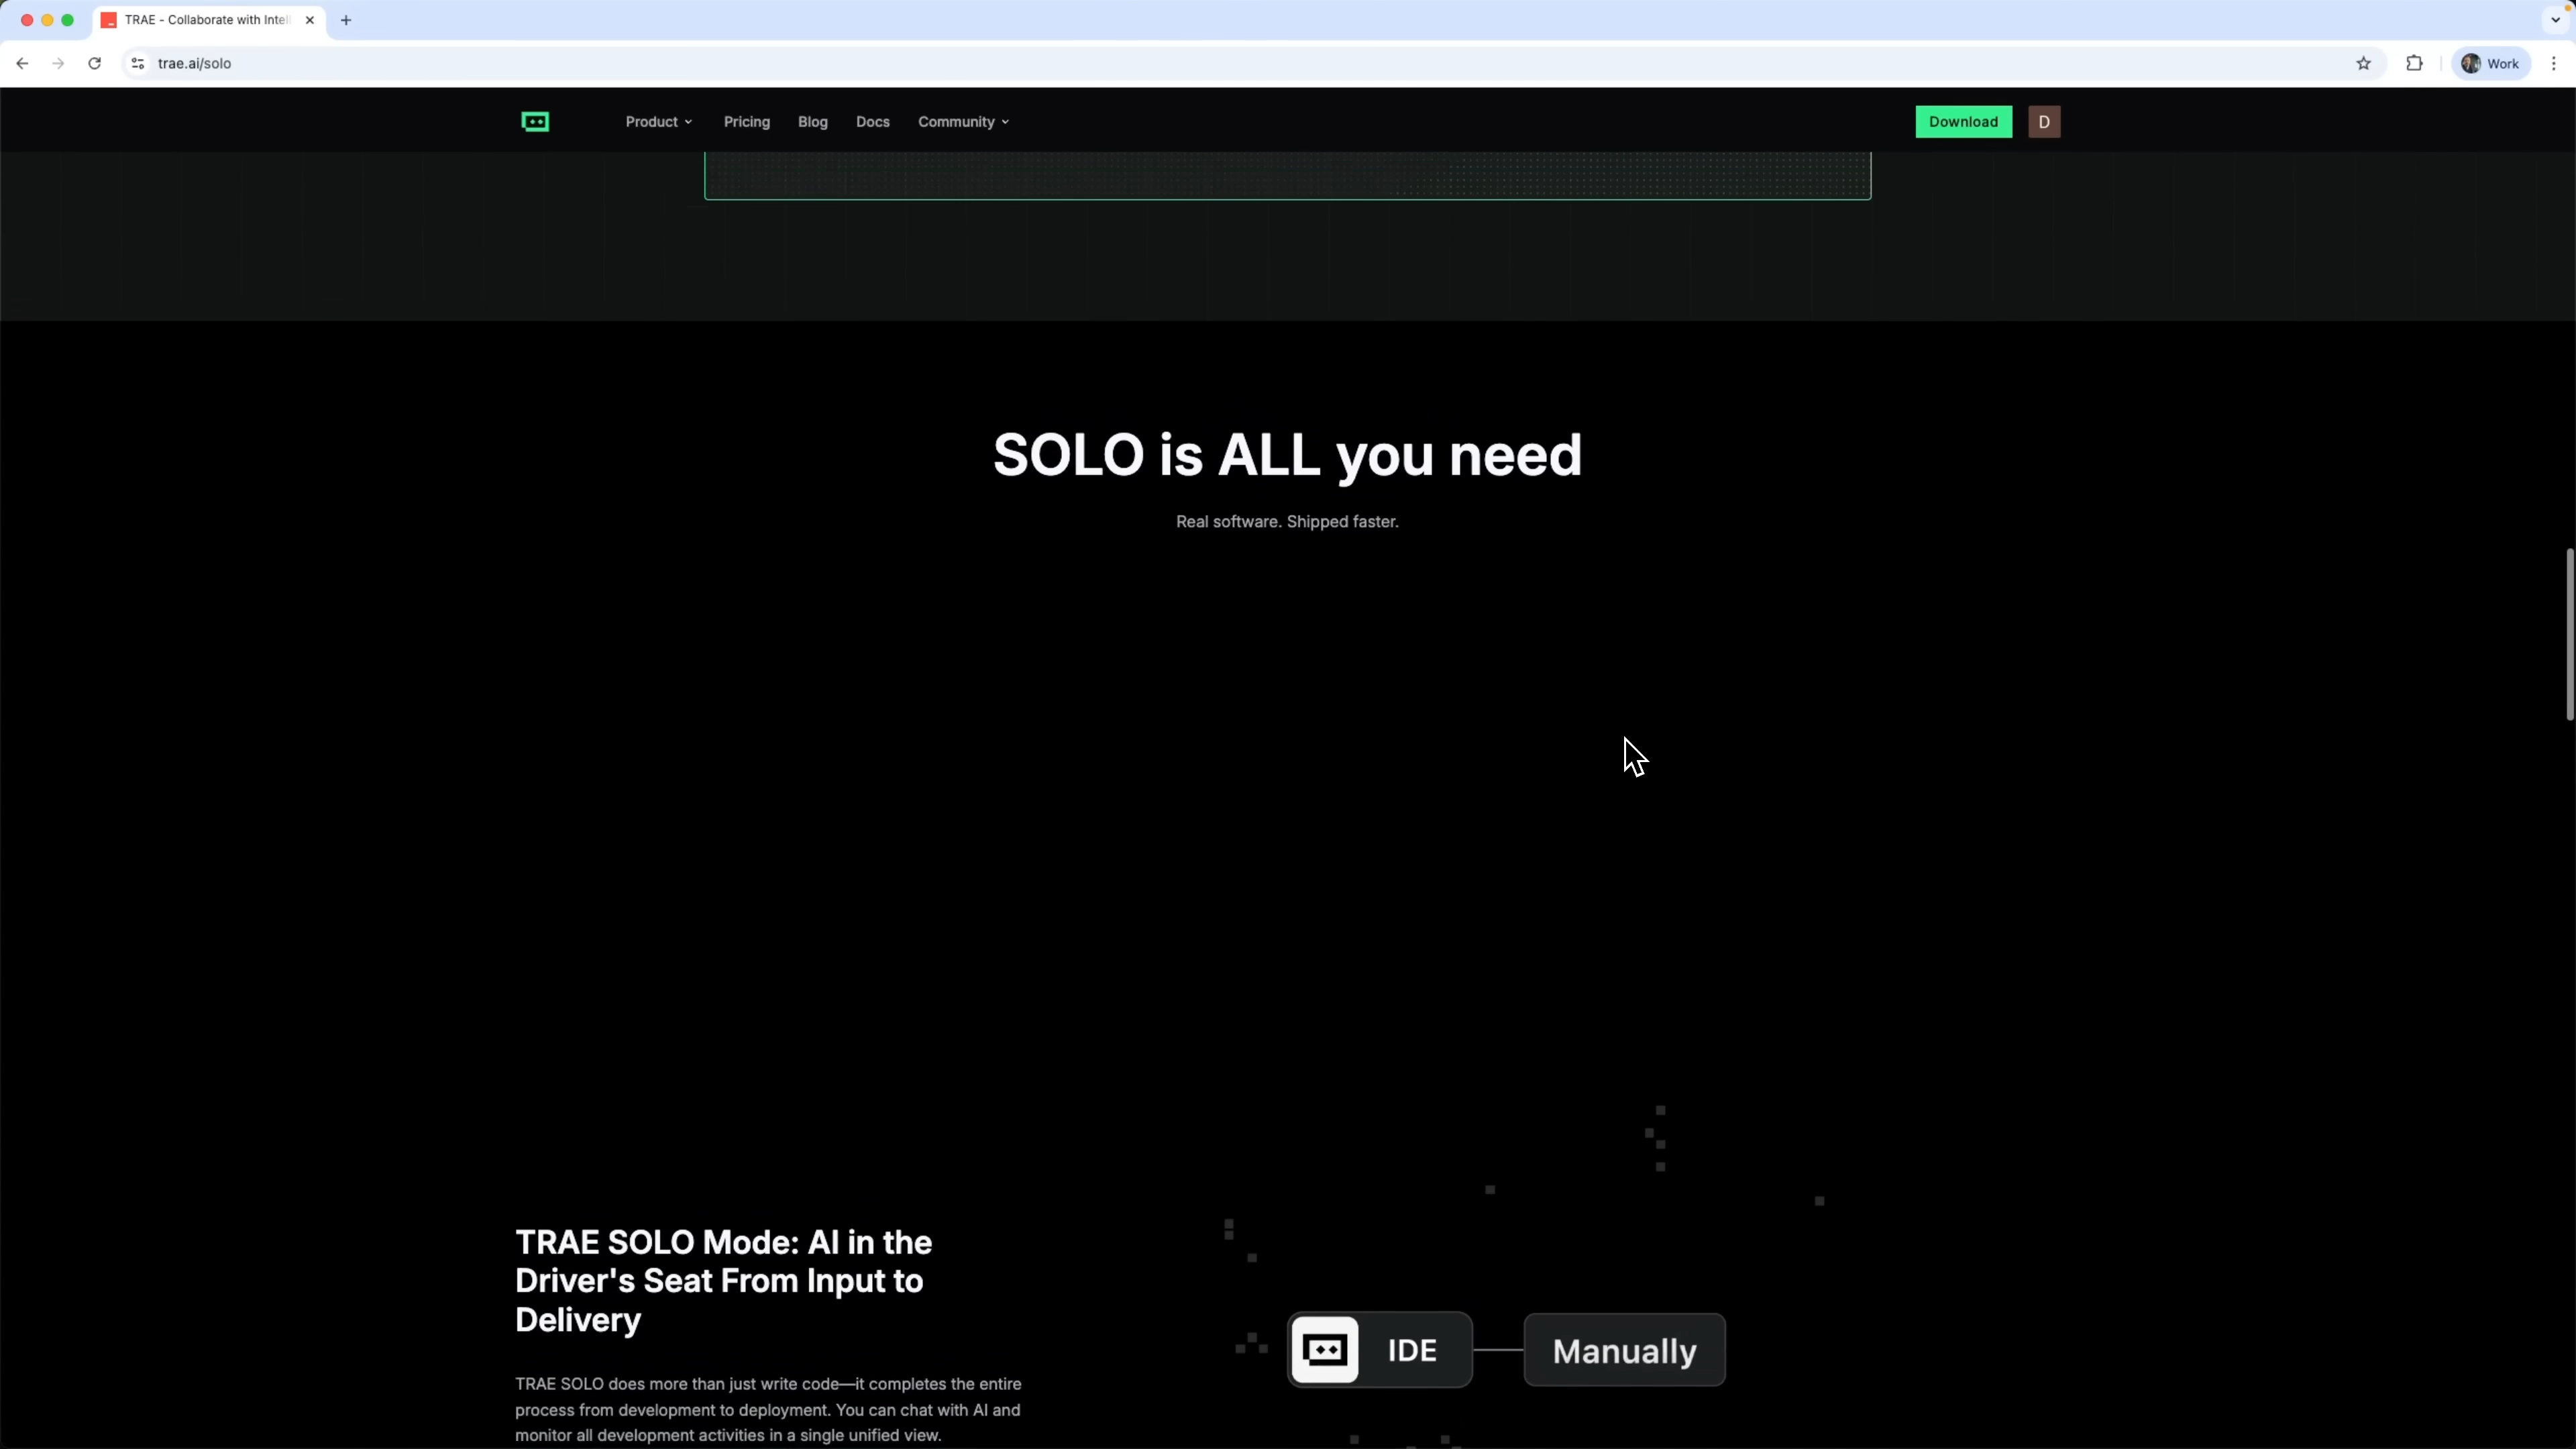 TRAE - Collaborate with Intel
trae.ai/solo
Work
Product
Pricing
Blog
Docs
Community
Download
D
SOLO is ALL you need
Real software. Shipped faster.
TRAE SOLO Mode: AI in the
Driver's Seat From Input to
Delivery
TRAE SOLO does more than just write code—it completes the entire
process from development to deployment. You can chat with AI and
monitor all development activities in a single unified view.
IDE
Manually